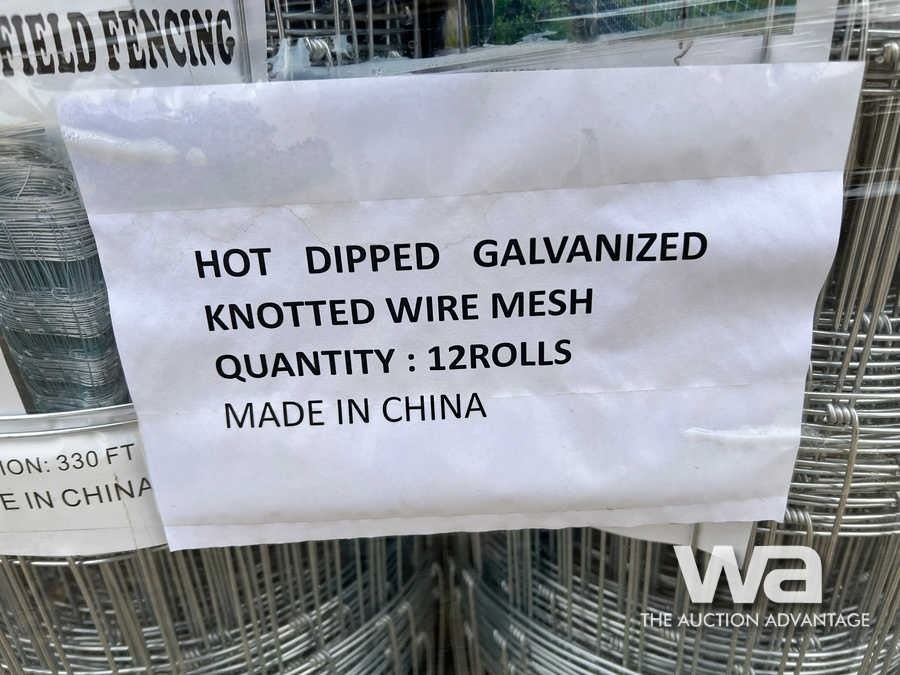 FIELD FENCING
HOT DIPPED GALVANIZED
KNOTTED WIRE MESH
QUANTITY : 12ROLLS
MADE IN CHINA
ION: 330 FT
E IN CHINA
wa
THE AUCTION ADVANTAGE